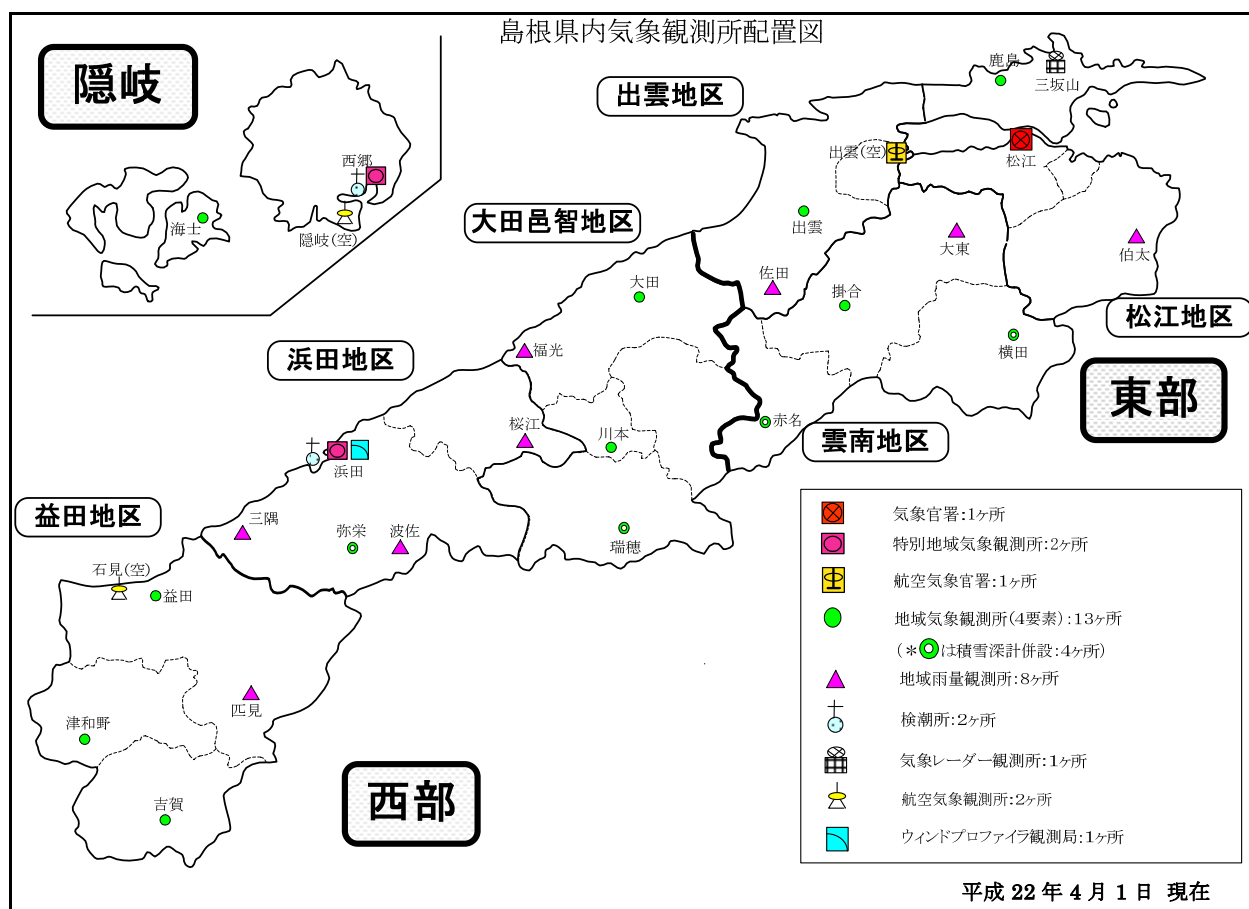 島根県内気象観測所配置図
隠岐
出雲地区
鹿島
三坂山
出雲(空)
松江
西郷
海士
隠岐(空)
大田邑智地区
出雲
大東
伯太
佐田
大田
掛合
松江地区
横田
東部
浜田地区
福光
桜江
川本
赤名
雲南地区
浜田
益田地区
三隅
弥栄
波佐
瑞穂
石見(空)
益田
匹見
津和野
吉賀
西部
気象官署:1ヶ所
特別地域気象観測所:2ヶ所
航空気象官署:1ヶ所
地域気象観測所(4要素):13ヶ所
(*◎は積雪深計併設:4ヶ所)
地域雨量観測所:8ヶ所
検潮所:2ヶ所
気象レーダー観測所:1ヶ所
航空気象観測所:2ヶ所
ウィンドプロファイラ観測局:1ヶ所
平成 22 年 4 月 1 日 現在